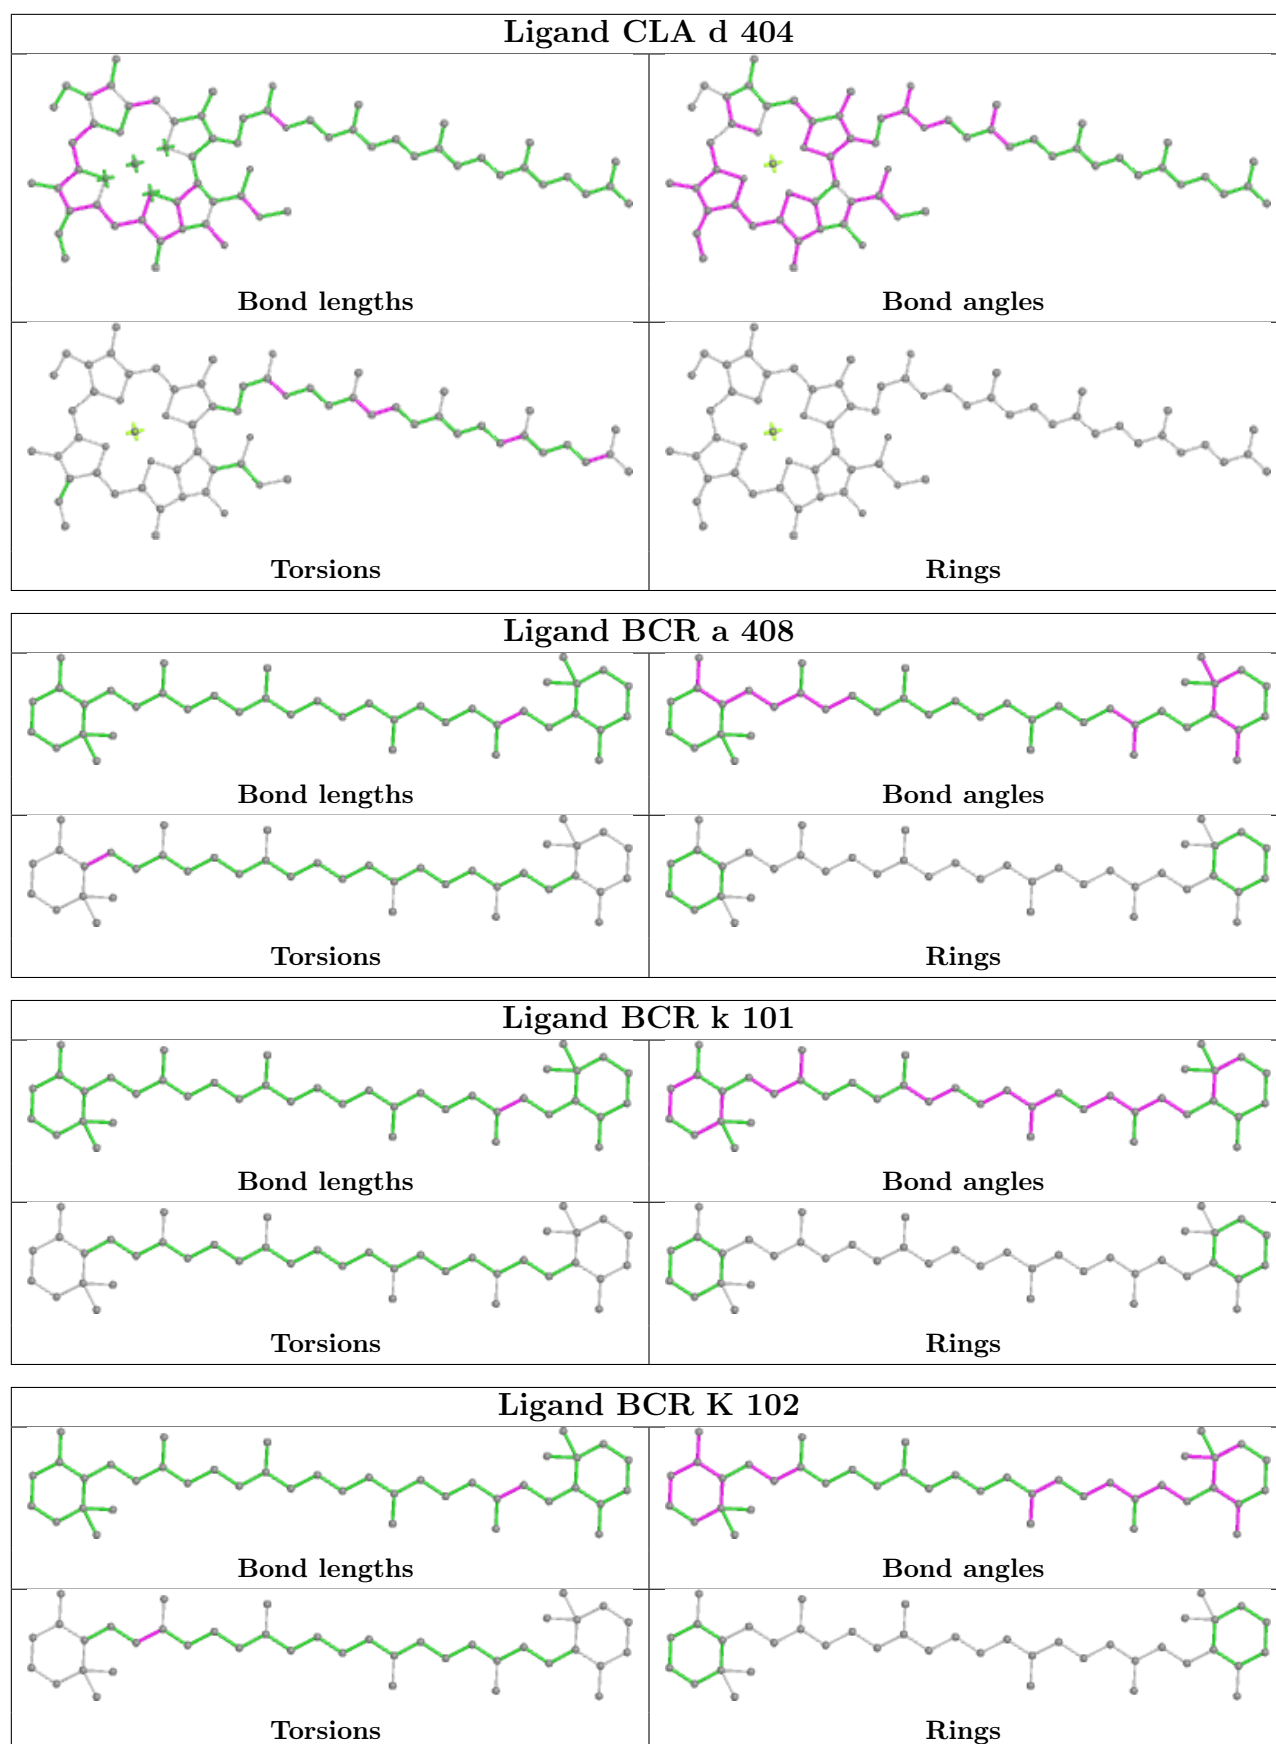 Ligand CLA d 404
Bond lengths
Bond angles
Torsions
Rings
Ligand BCR a 408
Bond lengths
Bond angles
Torsions
Rings
Ligand BCR k 101
Bond lengths
Bond angles
Torsions
Rings
Ligand BCR K 102
Bond lengths
Bond angles
Torsions
Rings